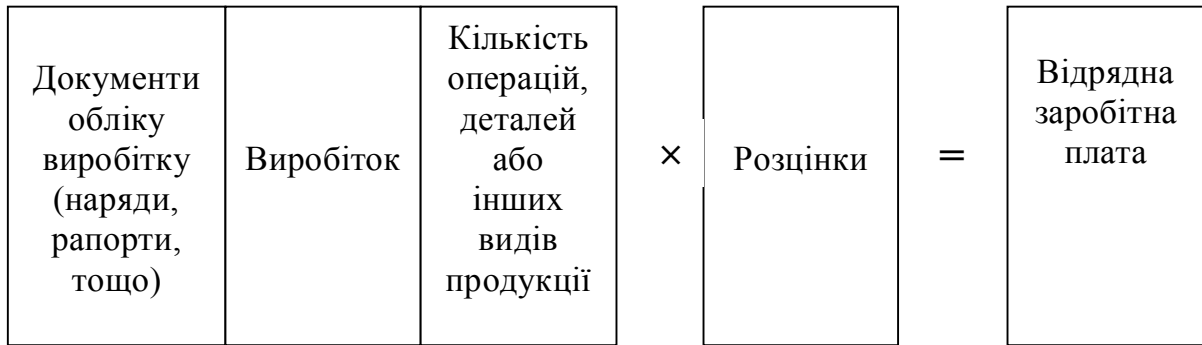 Документи
обліку
виробітку
(наряди,
рапорти,
тощо)
Виробіток
Кількість
операцій,
деталей
або
інших
видів
продукції
×
Розцінки
=
Відрядна
заробітна
плата